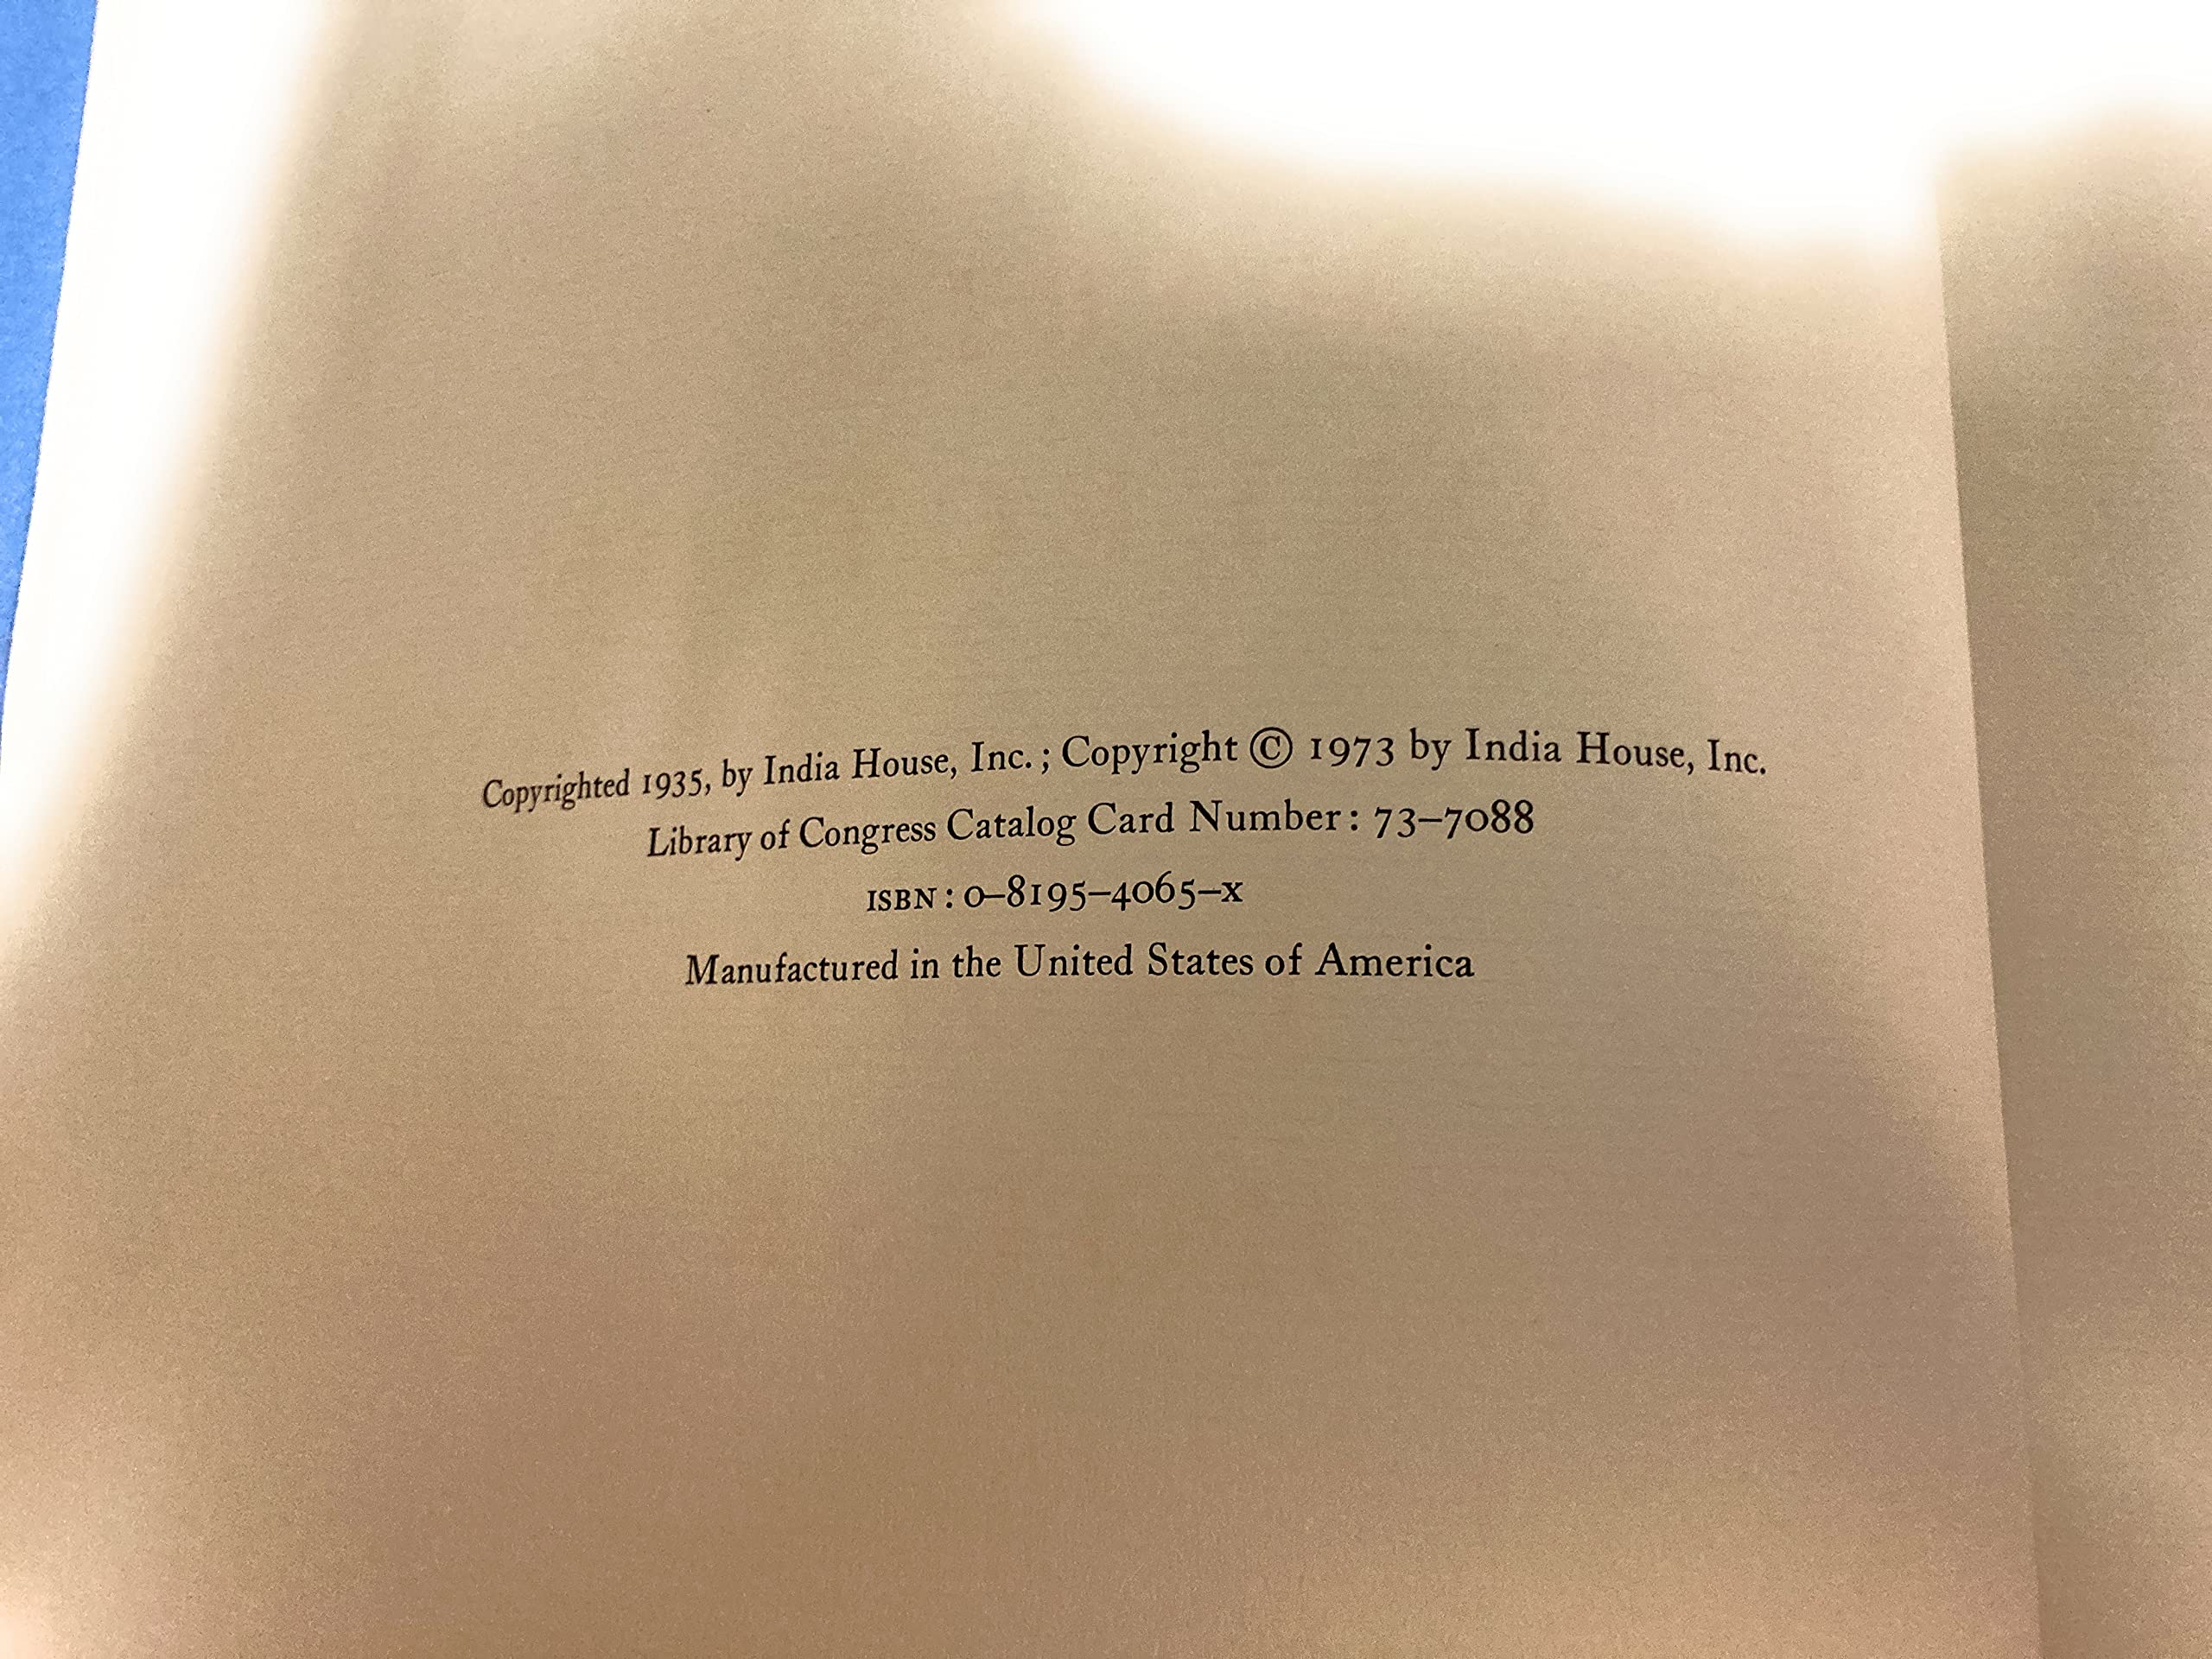 Copyrighted 1935, by India House, Inc.; Copyright © 1973 by India House, Inc.
Library of Congress Catalog Card Number: 73–7088
ISBN: 0–8195–4065–x
Manufactured in the United States of America